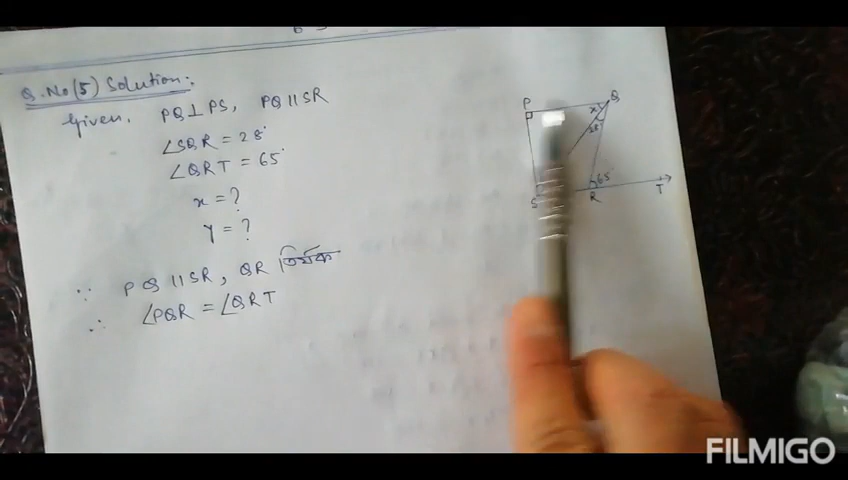 Q.No(5) Solution:
Given. PQ⊥PS, PQ॥SR
∠SQR = 28°
∠QRT = 65°
x = ?
y = ?
∵ PQ॥SR, QR তিৰ্যক
∴ ∠PQR = ∠QRT
P
Q
x
28°
65°
S
R
T
FILMIGO